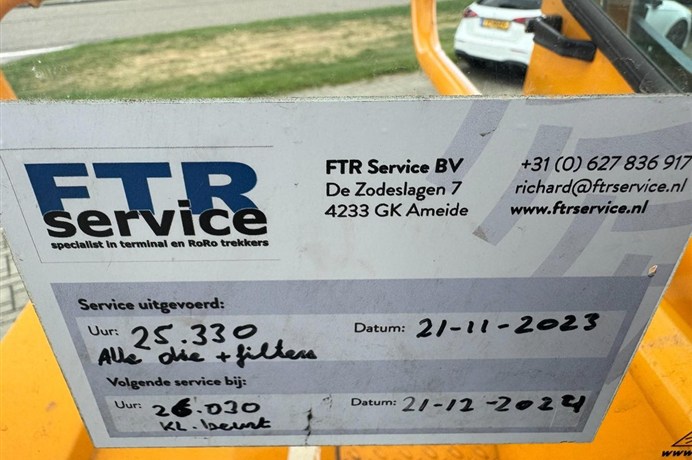 FTR
service
specialist in terminal en RoRo trekkers
FTR Service BV
De Zodeslagen 7
4233 GK Ameide
+31 (0) 627 836 917
richard@ftrservice.nl
www.ftrservice.nl
Service uitgevoerd:
Uur: 25.330
Datum: 21-11-2023
Alle olie + filters
Volgende service bij:
Uur: 26.030
Datum: 21-12-2024
KL. beurt
www.